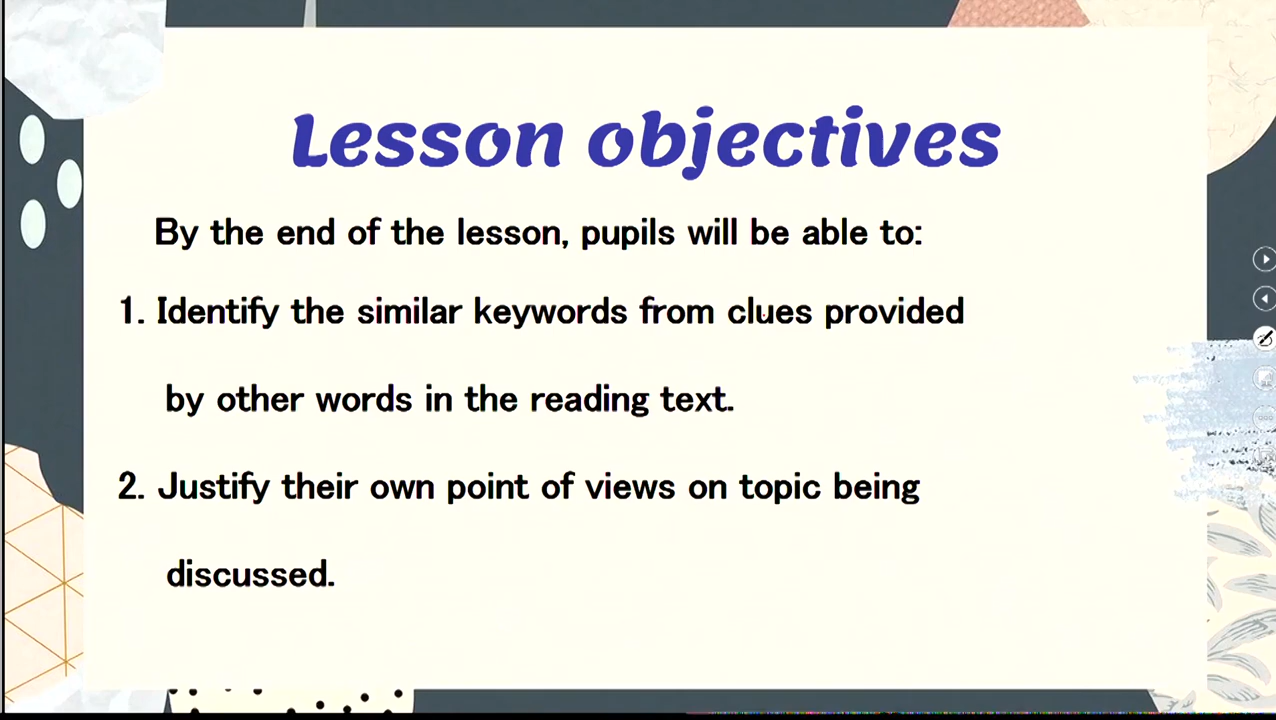 Lesson objectives
By the end of the lesson, pupils will be able to:
1. Identify the similar keywords from clues provided
by other words in the reading text.
2. Justify their own point of views on topic being
discussed.